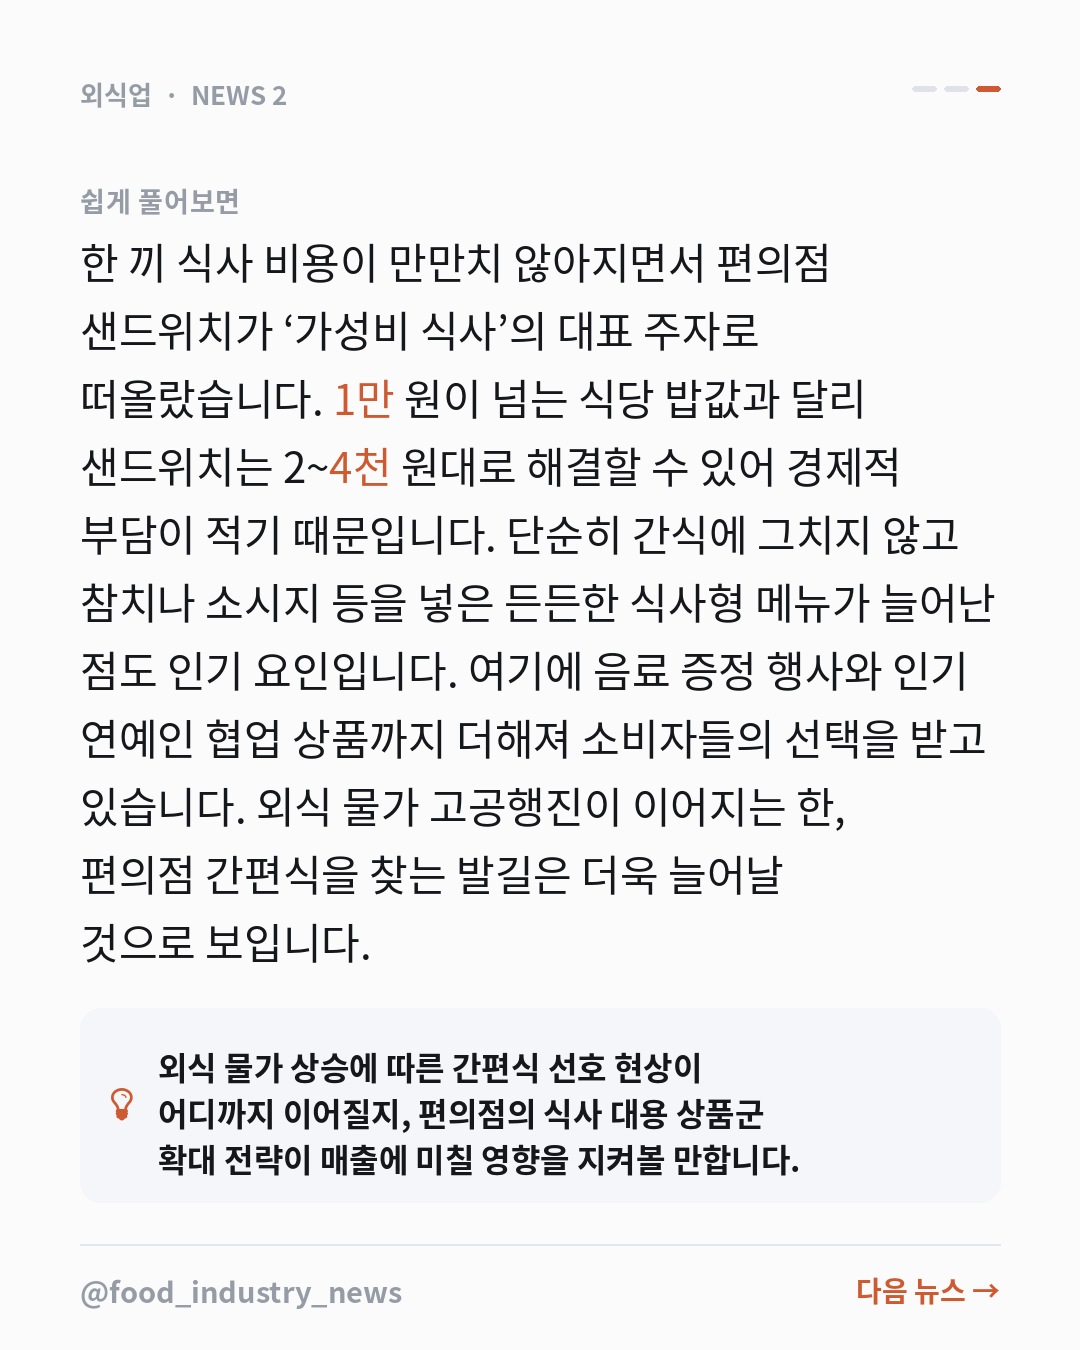 외식업 · NEWS 2
쉽게 풀어보면
한 끼 식사 비용이 만만치 않아지면서 편의점
샌드위치가 ‘가성비 식사’의 대표 주자로
떠올랐습니다. 1만 원이 넘는 식당 밥값과 달리
샌드위치는 2~4천 원대로 해결할 수 있어 경제적
부담이 적기 때문입니다. 단순히 간식에 그치지 않고
참치나 소시지 등을 넣은 든든한 식사형 메뉴가 늘어난
점도 인기 요인입니다. 여기에 음료 증정 행사와 인기
연예인 협업 상품까지 더해져 소비자들의 선택을 받고
있습니다. 외식 물가 고공행진이 이어지는 한,
편의점 간편식을 찾는 발길은 더욱 늘어날
것으로 보입니다.
외식 물가 상승에 따른 간편식 선호 현상이
어디까지 이어질지, 편의점의 식사 대용 상품군
확대 전략이 매출에 미칠 영향을 지켜볼 만합니다.
@food_industry_news
다음 뉴스 →